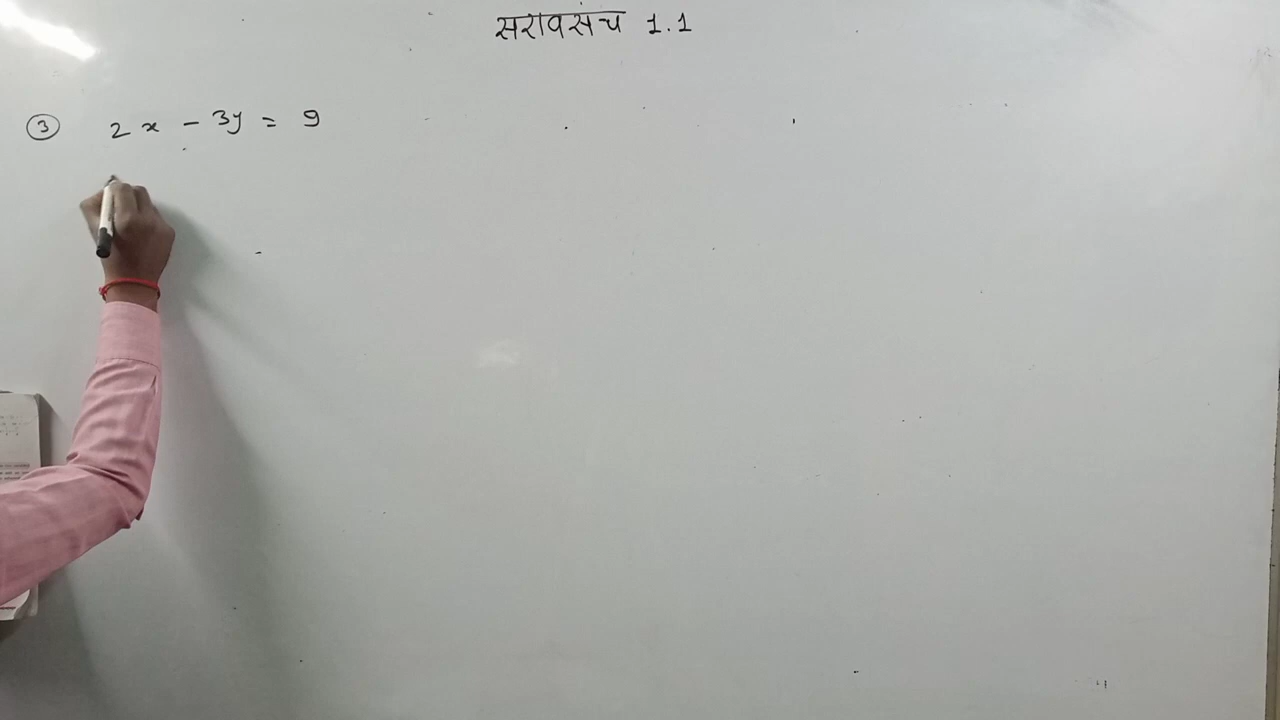 सरावसंच 1.1
③ 2x - 3y = 9